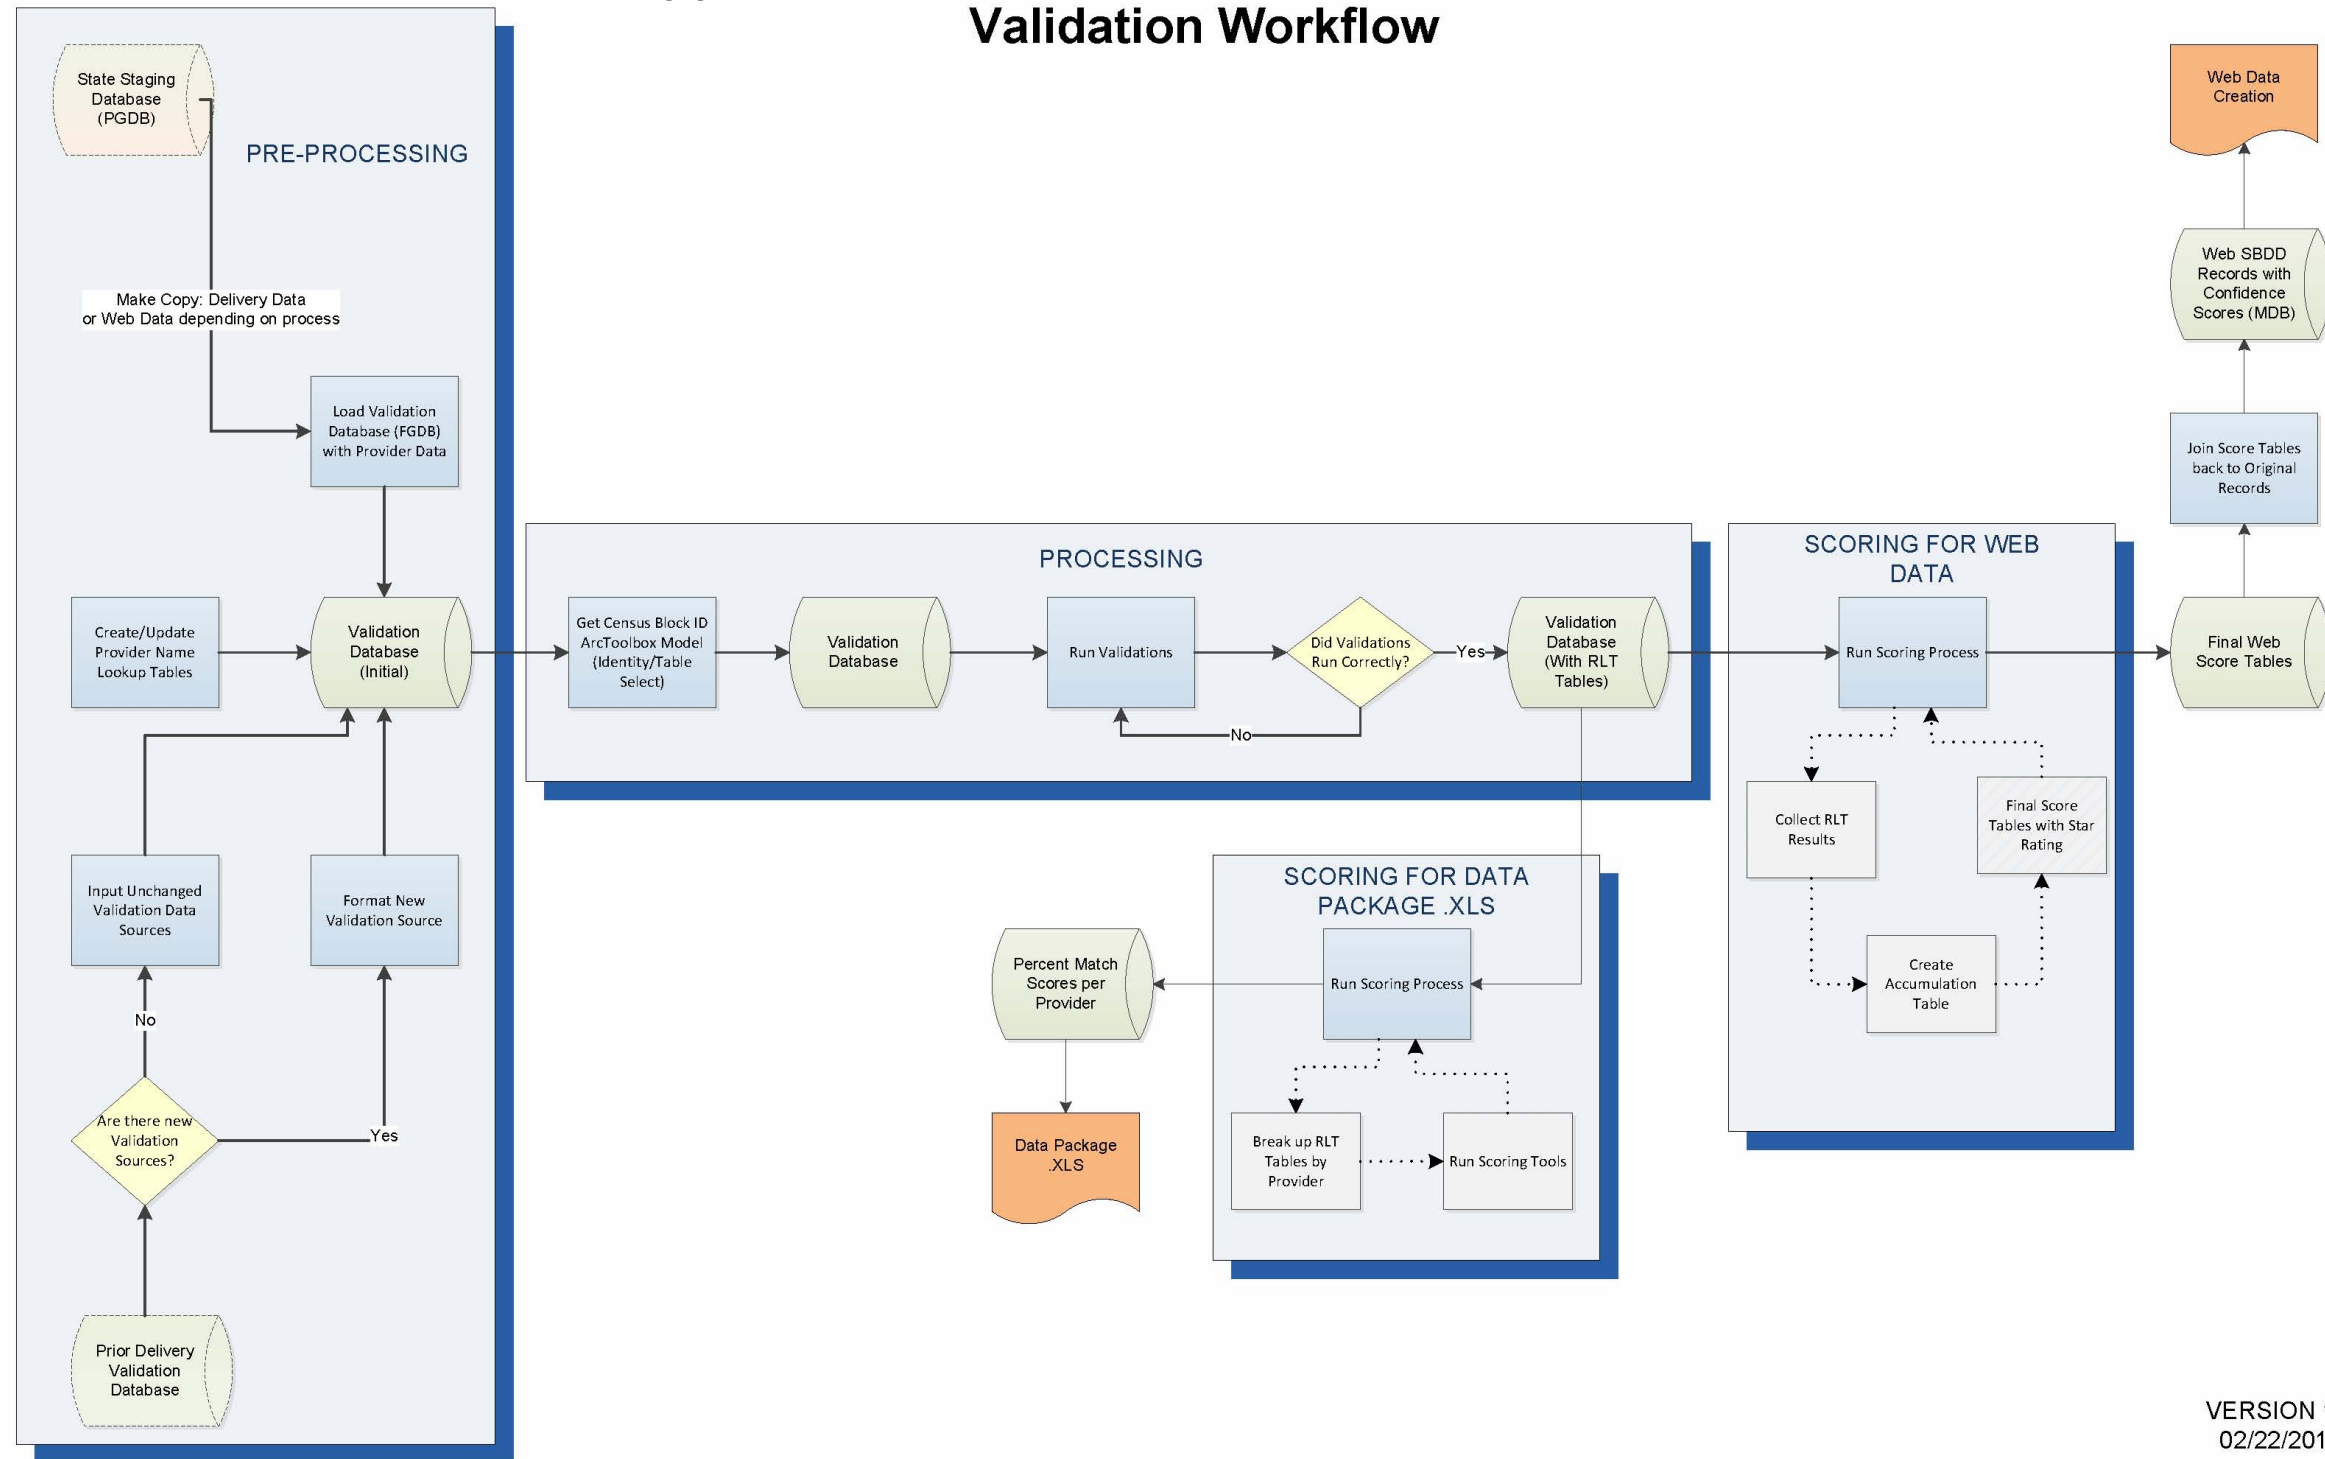 Validation Workflow
State Staging
Database
(PGDB)
PRE-PROCESSING
Make Copy: Delivery Data
or Web Data depending on process
Load Validation
Database (FGDB)
with Provider Data
Create/Update
Provider Name
Lookup Tables
Validation
Database
(Initial)
Input Unchanged
Validation Data
Sources
Format New
Validation Source
No
Yes
Are there new
Validation
Sources?
Prior Delivery
Validation
Database
PROCESSING
Get Census Block ID
ArcToolbox Model
(Identity/Table
Select)
Validation
Database
Run Validations
Did Validations
Run Correctly?
Yes
No
Validation
Database
(With RLT
Tables)
SCORING FOR DATA
PACKAGE .XLS
Run Scoring Process
Break up RLT
Tables by
Provider
Run Scoring Tools
Percent Match
Scores per
Provider
Data Package
.XLS
SCORING FOR WEB
DATA
Run Scoring Process
Collect RLT
Results
Create
Accumulation
Table
Final Score
Tables with Star
Rating
Final Web
Score Tables
Join Score Tables
back to Original
Records
Web SBDD
Records with
Confidence
Scores (MDB)
Web Data
Creation
VERSION
02/22/201